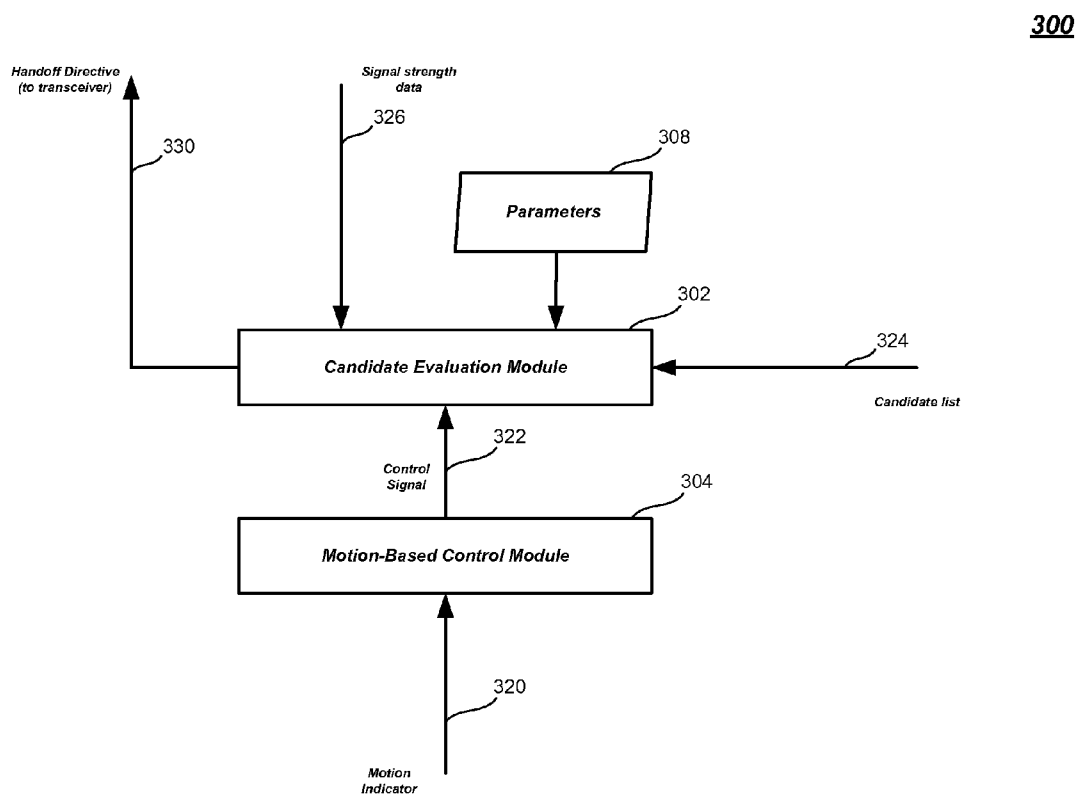 300
Handoff Directive
(to transceiver)
Signal strength
data
326
330
308
Parameters
302
Candidate Evaluation Module
324
Candidate list
322
Control
Signal
304
Motion-Based Control Module
320
Motion
Indicator